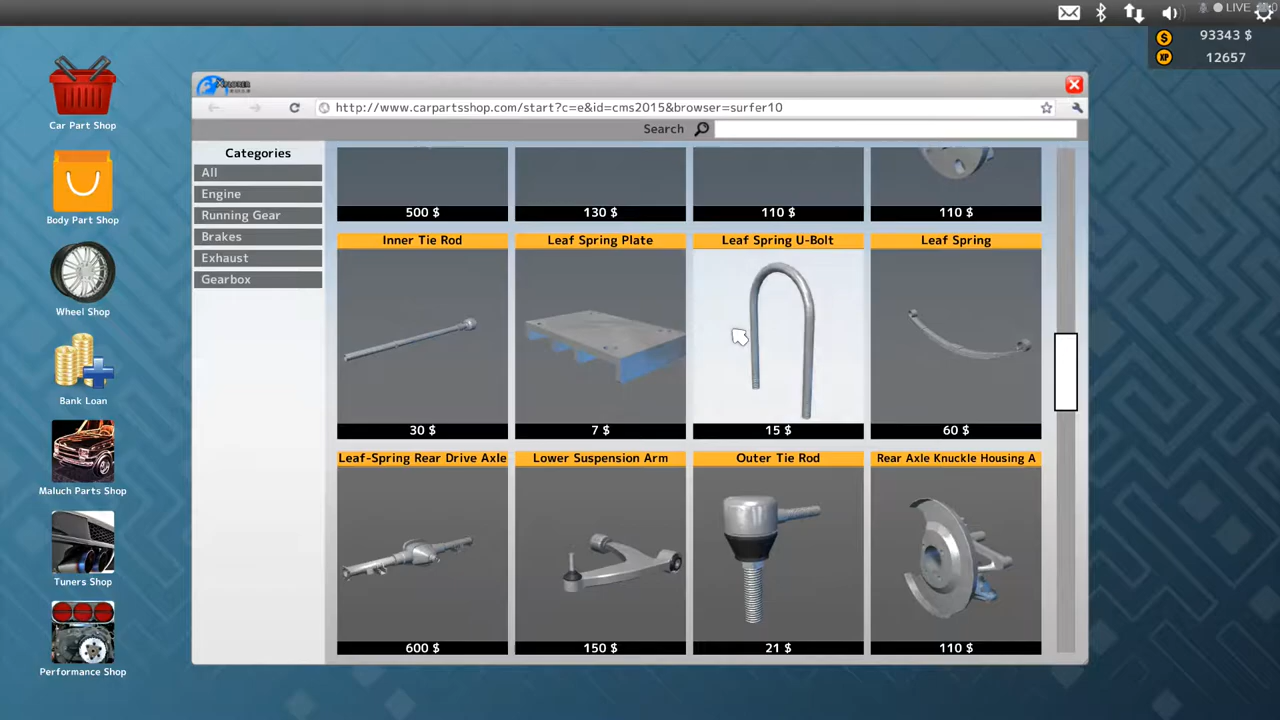 LIVE
93343 $
XP
12657
$
http://www.carpartsshop.com/start?c=e&id=cms2015&browser=surfer10
Search
Categories
All
Engine
Running Gear
Brakes
Exhaust
Gearbox
Car Part Shop
Body Part Shop
Wheel Shop
Bank Loan
Maluch Parts Shop
Tuners Shop
Performance Shop
500 $
130 $
110 $
110 $
Inner Tie Rod
Leaf Spring Plate
Leaf Spring U-Bolt
Leaf Spring
30 $
7 $
15 $
60 $
Leaf-Spring Rear Drive Axle
Lower Suspension Arm
Outer Tie Rod
Rear Axle Knuckle Housing A
600 $
150 $
21 $
110 $